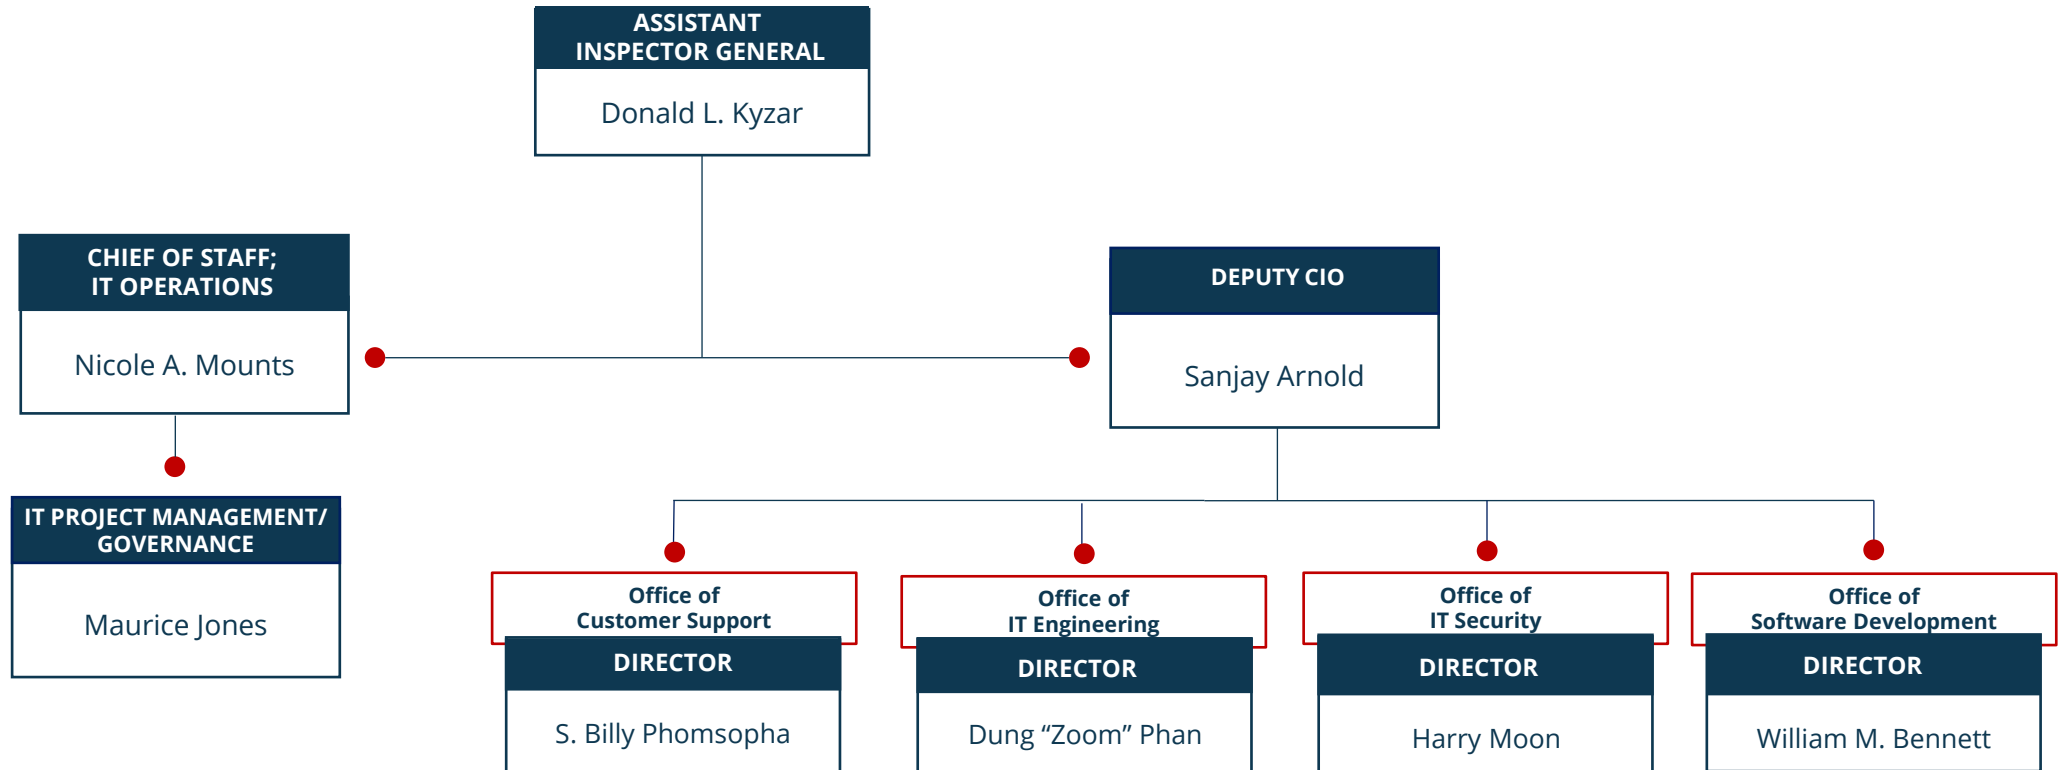 ASSISTANT
INSPECTOR GENERAL
Donald L. Kyzar
CHIEF OF STAFF;
IT OPERATIONS
Nicole A. Mounts
DEPUTY CIO
Sanjay Arnold
IT PROJECT MANAGEMENT/
GOVERNANCE
Maurice Jones
Office of
Customer Support
DIRECTOR
S. Billy Phomsopha
Office of
IT Engineering
DIRECTOR
Dung “Zoom” Phan
Office of
IT Security
DIRECTOR
Harry Moon
Office of
Software Development
DIRECTOR
William M. Bennett